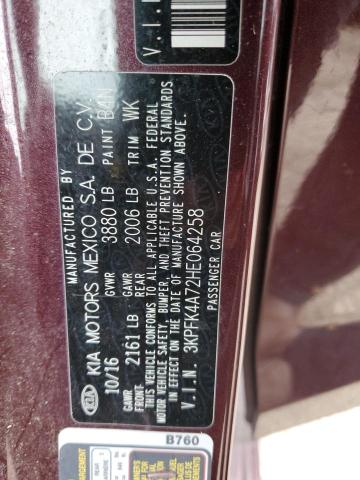 MANUFACTURED BY
KIA MOTORS MEXICO S.A. DE C.V.
10/16 GVWR 3880 LB PAINT B4N
GAWR FRONT 2161 LB GAWR REAR 2006 LB TRIM WK
THIS VEHICLE CONFORMS TO ALL APPLICABLE U.S.A. FEDERAL
MOTOR VEHICLE SAFETY, BUMPER, AND THEFT PREVENTION STANDARDS
IN EFFECT ON THE DATE OF MANUFACTURE SHOWN ABOVE.
V.I.N. 3KPFK4A72HE064258
PASSENGER CAR
KIA
V.I.
B760
REAR